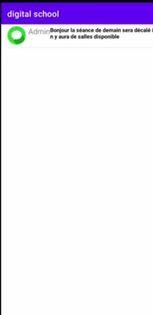 digital school
Admin Bonjour la séance de demain sera décalé
n y aura de salles disponible